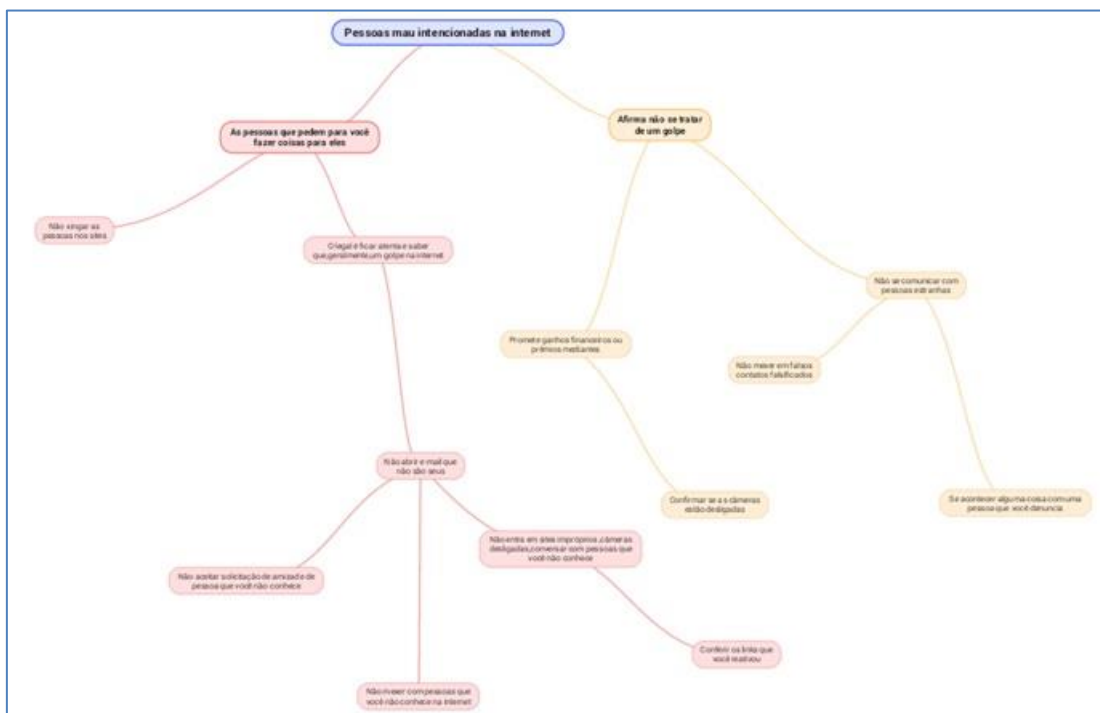 Pessoas mau intencionadas na internet
As pessoas que pedem para você
fazer coisas para eles
Afirma não se tratar
de um golpe
Não xingar as
pessoas nos sites
O legal é ficar atento e saber
que,geralmente,um golpe na internet
Não se comunicar com
pessoas estranhas
Promete ganhos financeiros ou
prêmios mediantes
Não mexer em falsos
contatos falsificados
Não abrir e-mail que
não são seus
Confirmar se as câmeras
estão desligadas
Se acontecer alguma coisa com uma
pessoa que você denuncia
Não entra em sites impróprios ,câmeras
desligadas,conversar com pessoas que
você não conhece
Não aceitar solicitação de amizade de
pessoa que você não conhece
Conferir os links que
você
Não mexer com pessoas que
você não conhece na internet